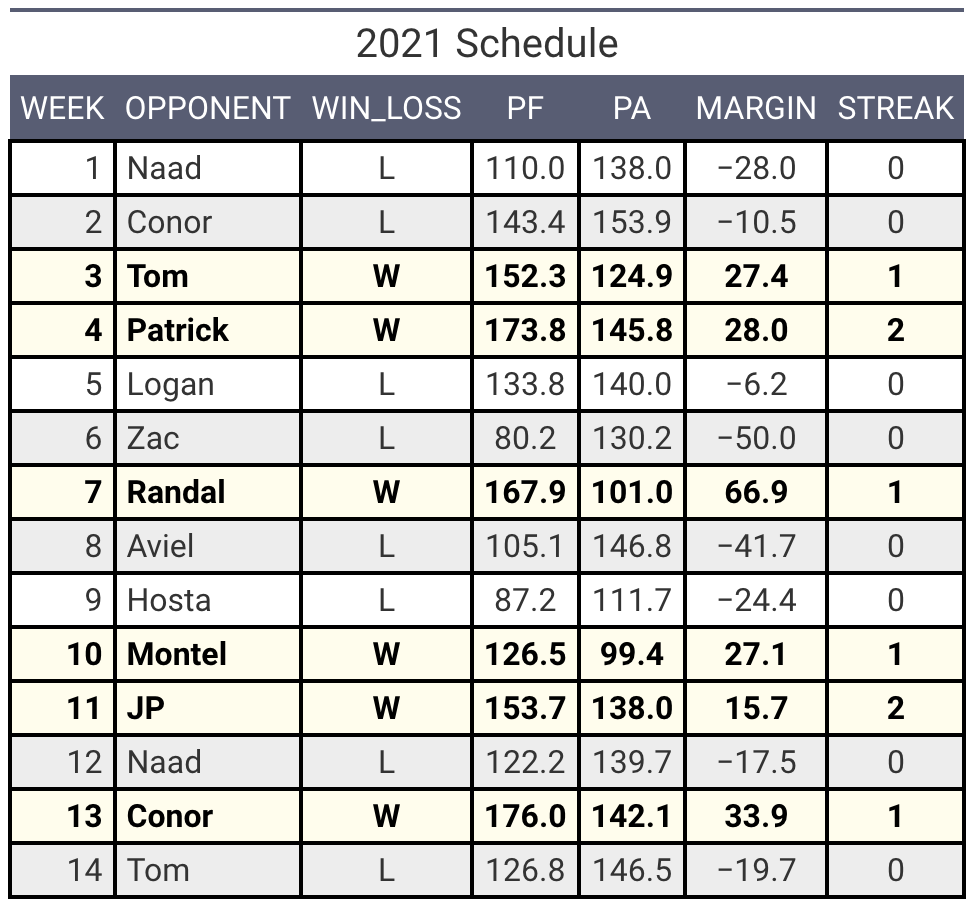 2021 Schedule
WEEK OPPONENT WIN_LOSS PF PA MARGIN STREAK
1 Naad L 110.0 138.0 −28.0 0
2 Conor L 143.4 153.9 −10.5 0
3 Tom W 152.3 124.9 27.4 1
4 Patrick W 173.8 145.8 28.0 2
5 Logan L 133.8 140.0 −6.2 0
6 Zac L 80.2 130.2 −50.0 0
7 Randal W 167.9 101.0 66.9 1
8 Aviel L 105.1 146.8 −41.7 0
9 Hosta L 87.2 111.7 −24.4 0
10 Montel W 126.5 99.4 27.1 1
11 JP W 153.7 138.0 15.7 2
12 Naad L 122.2 139.7 −17.5 0
13 Conor W 176.0 142.1 33.9 1
14 Tom L 126.8 146.5 −19.7 0